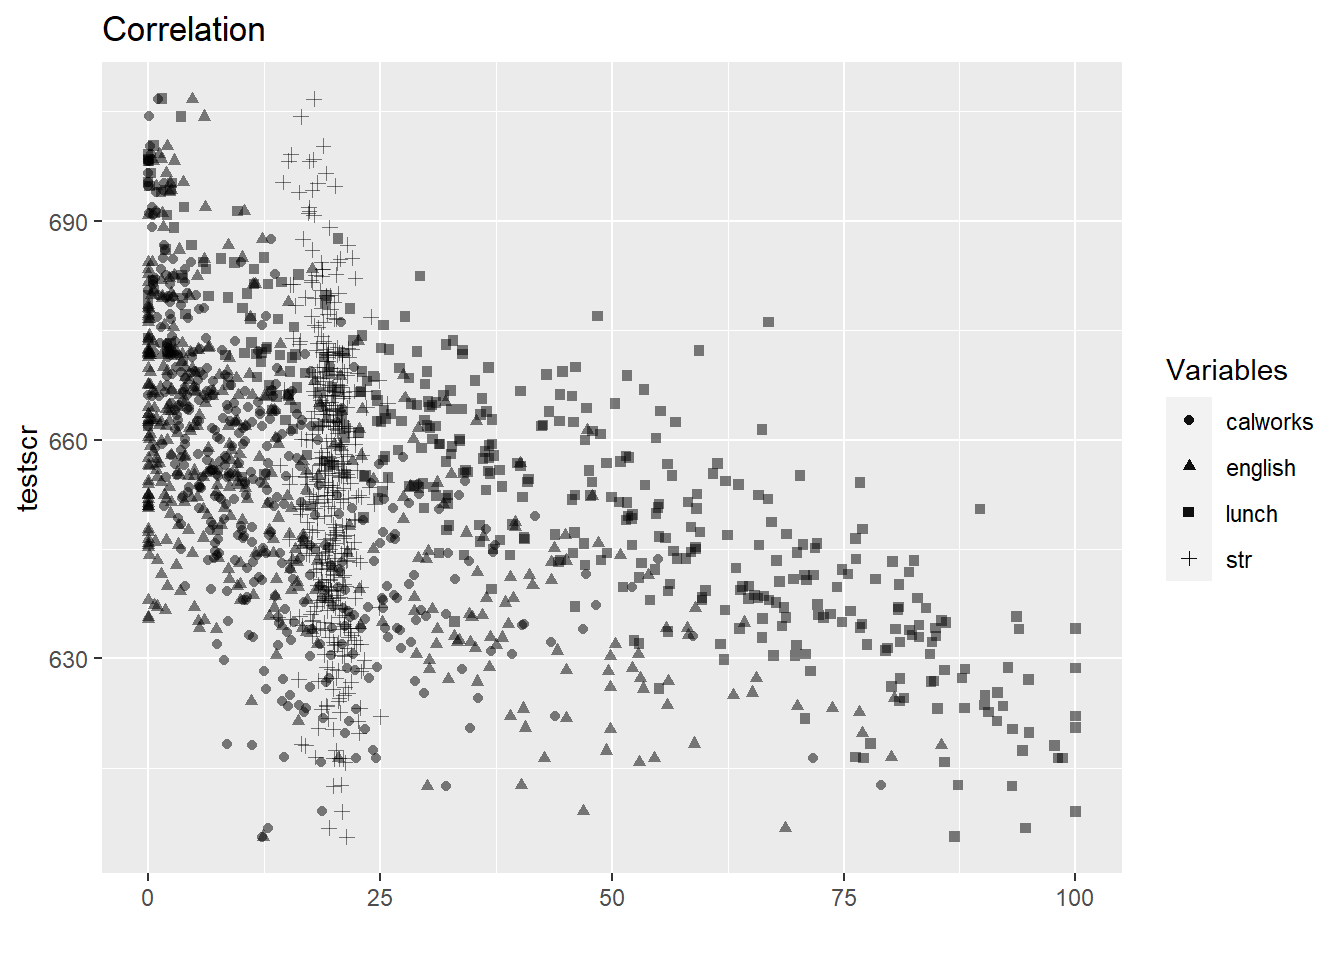 Correlation
testscr
690
660
630
0
25
50
75
100
Variables
calworks
english
lunch
str